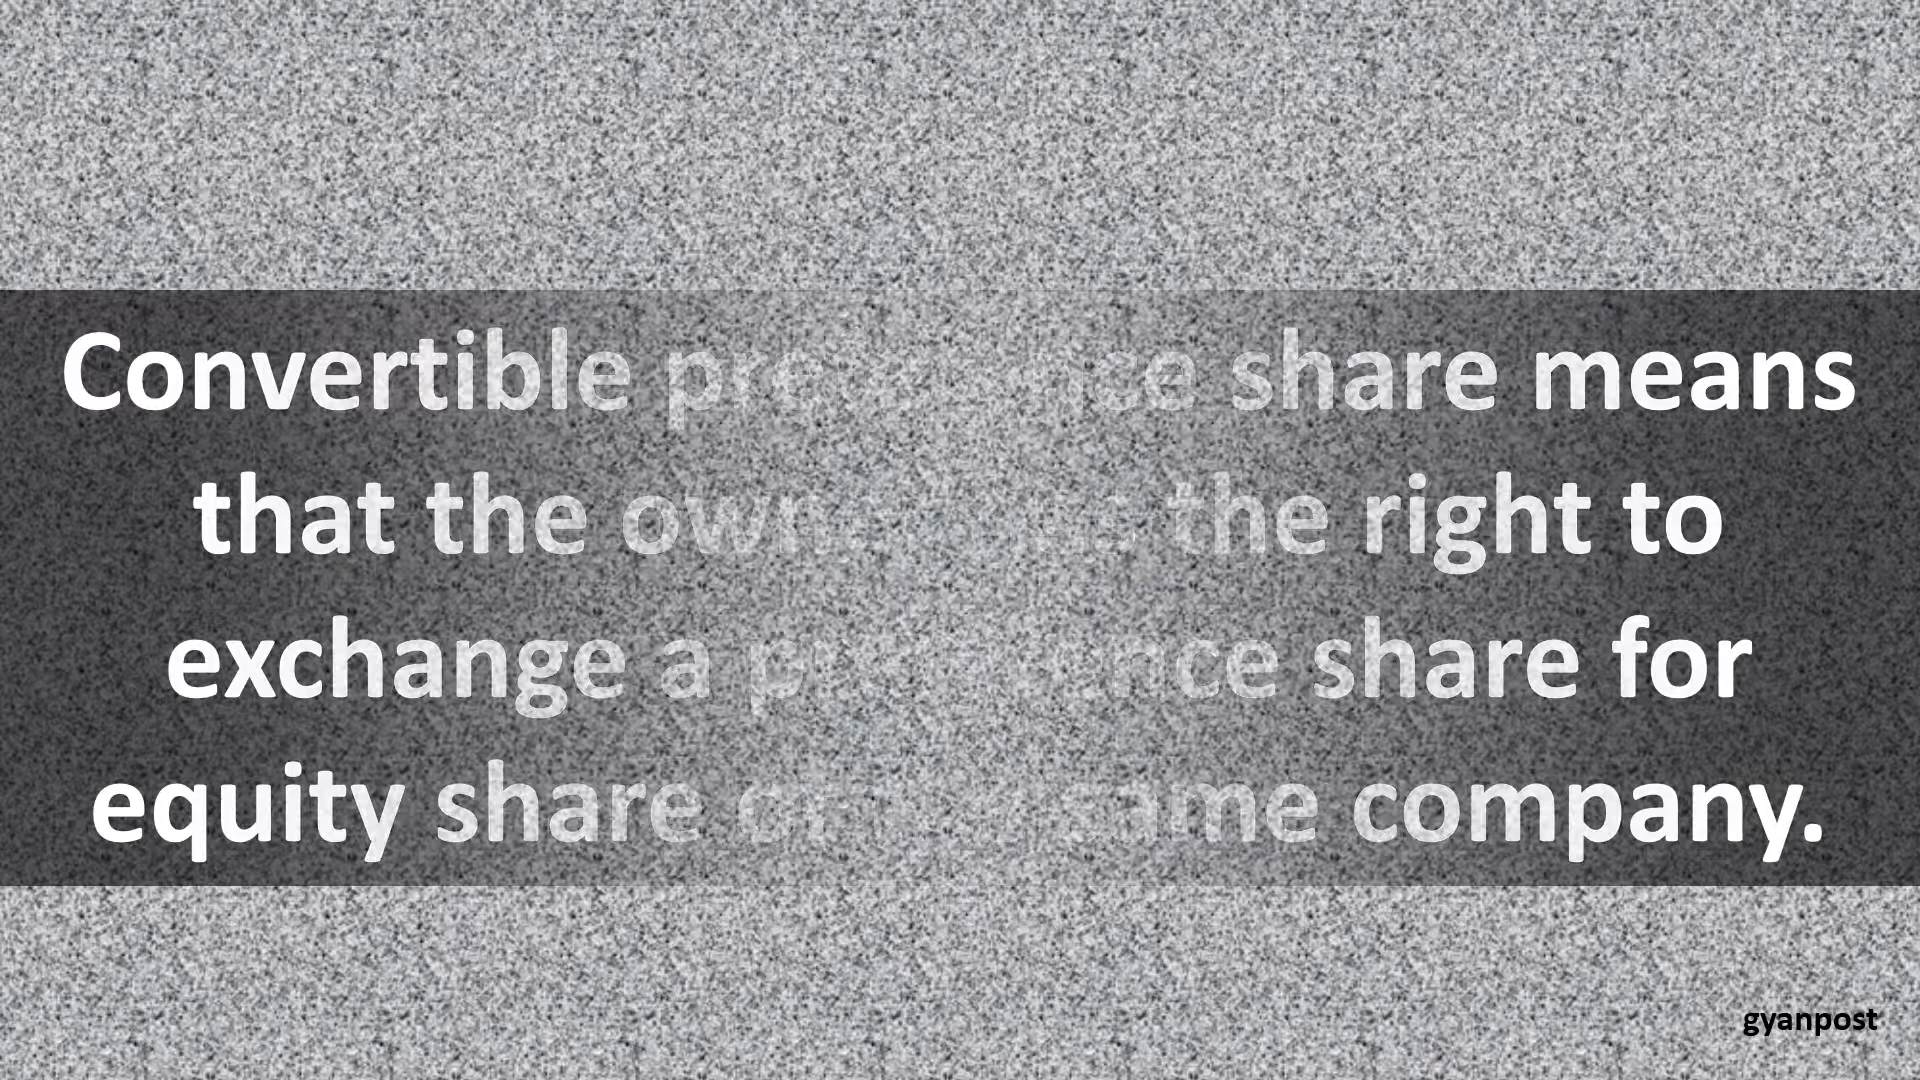 Convertible share means
that the the right to
exchange a share for
equity share company.
gyanpost